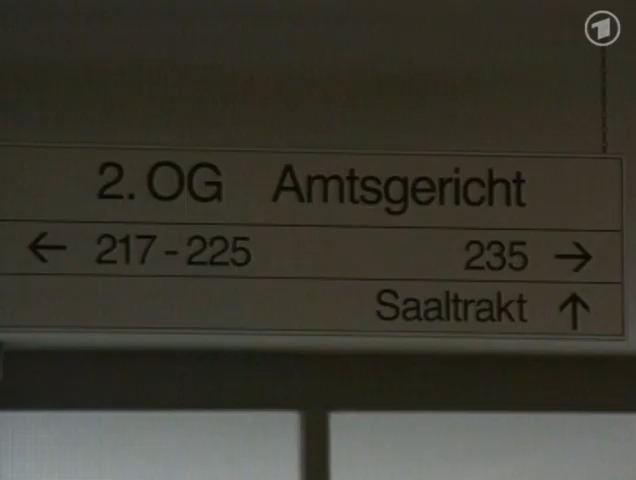 2. OG Amtsgericht
← 217 - 225 235 →
Saaltrakt ↑